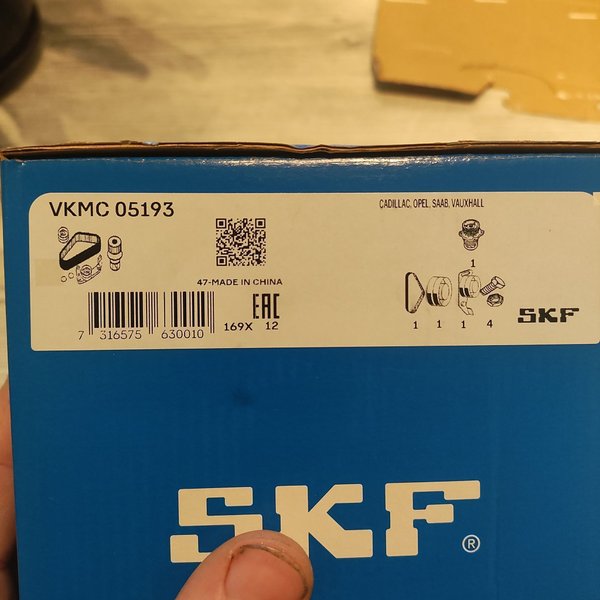 VKMC 05193
CADILLAC, OPEL, SAAB, VAUXHALL
47-MADE IN CHINA
7 316575 630010
169X 12
EAC
1
1 1 1 4
SKF
SKF®